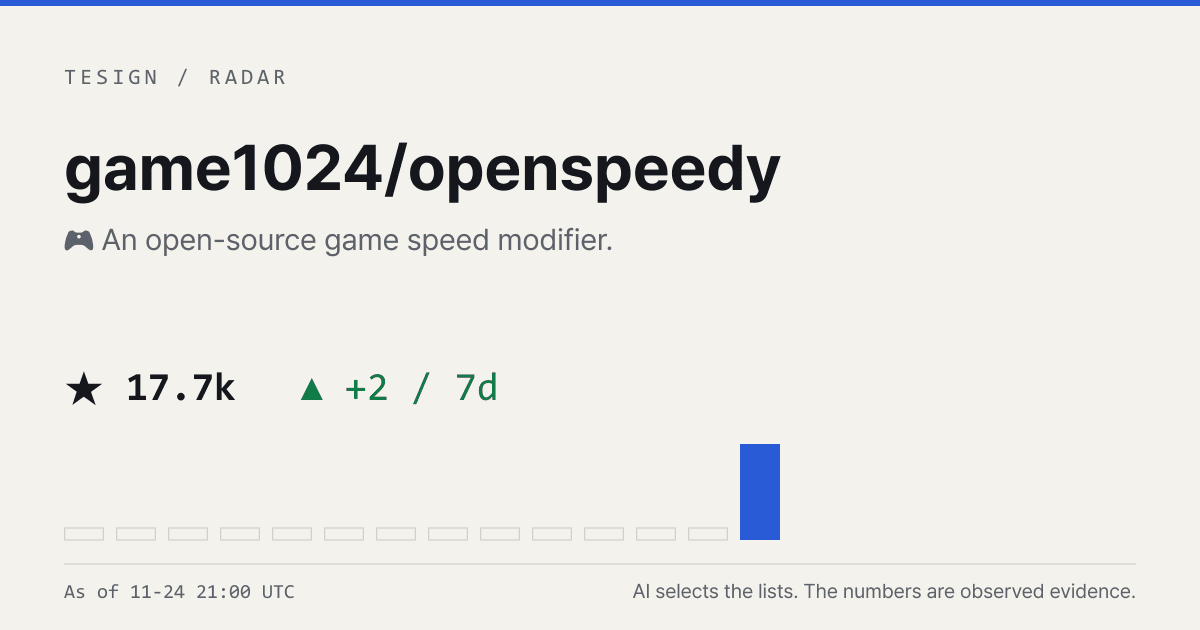 TESIGN / RADAR
game1024/openspeedy
🎮 An open-source game speed modifier.
★ 17.7k ▲ +2 / 7d
As of 11-24 21:00 UTC
AI selects the lists. The numbers are observed evidence.